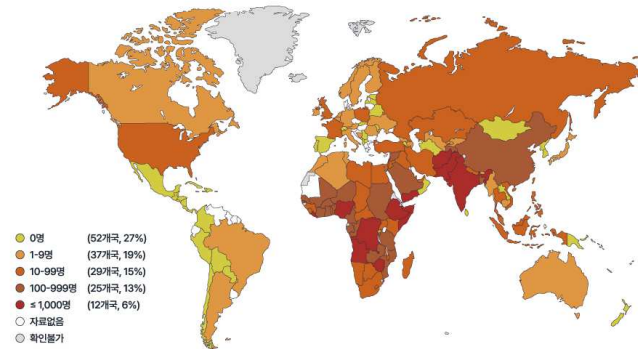 0명 (52개국, 27%)
1-9명 (37개국, 19%)
10-99명 (29개국, 15%)
100-999명 (25개국, 13%)
≤ 1,000명 (12개국, 6%)
자료없음
확인불가